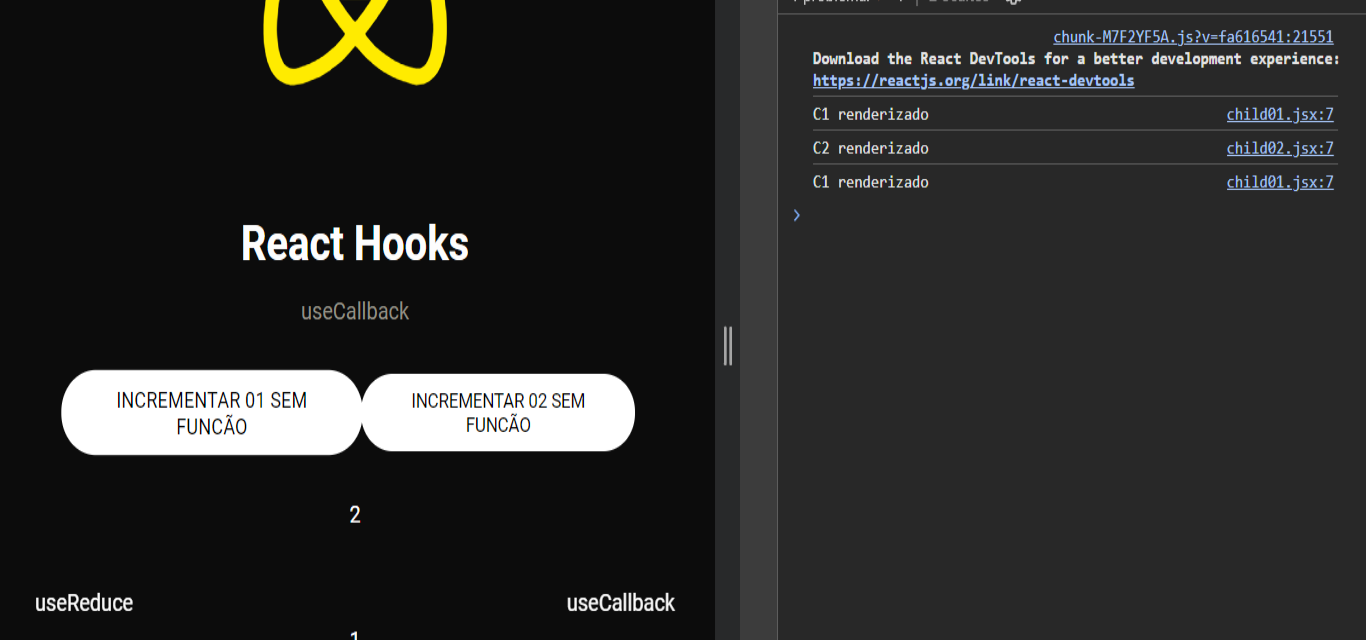 React Hooks
useCallback
INCREMENTAR 01 SEM
FUNCÃO
INCREMENTAR 02 SEM
FUNCÃO
2
useReduce
useCallback
1
chunk-M7F2YF5A.js?v=fa616541:21551
Download the React DevTools for a better development experience:
https://reactjs.org/link/react-devtools
C1 renderizado child01.jsx:7
C2 renderizado child02.jsx:7
C1 renderizado child01.jsx:7